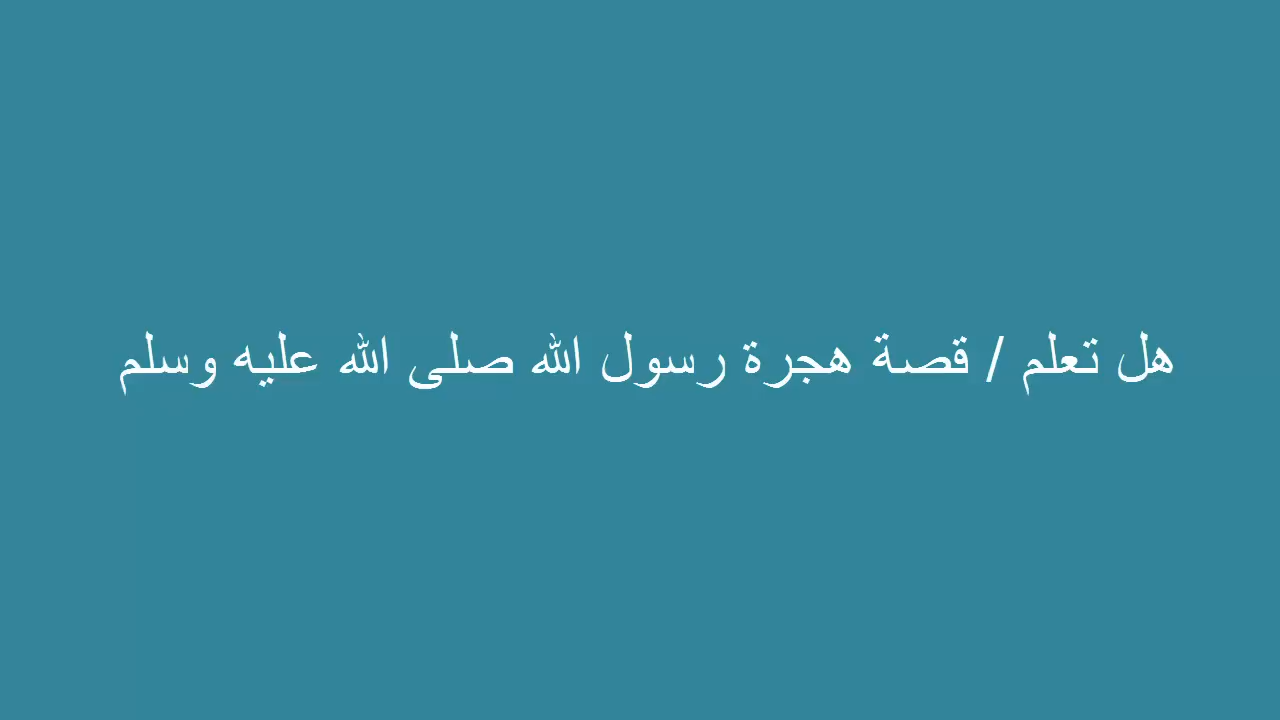 هل تعلم / قصة هجرة رسول الله صلى الله عليه وسلم